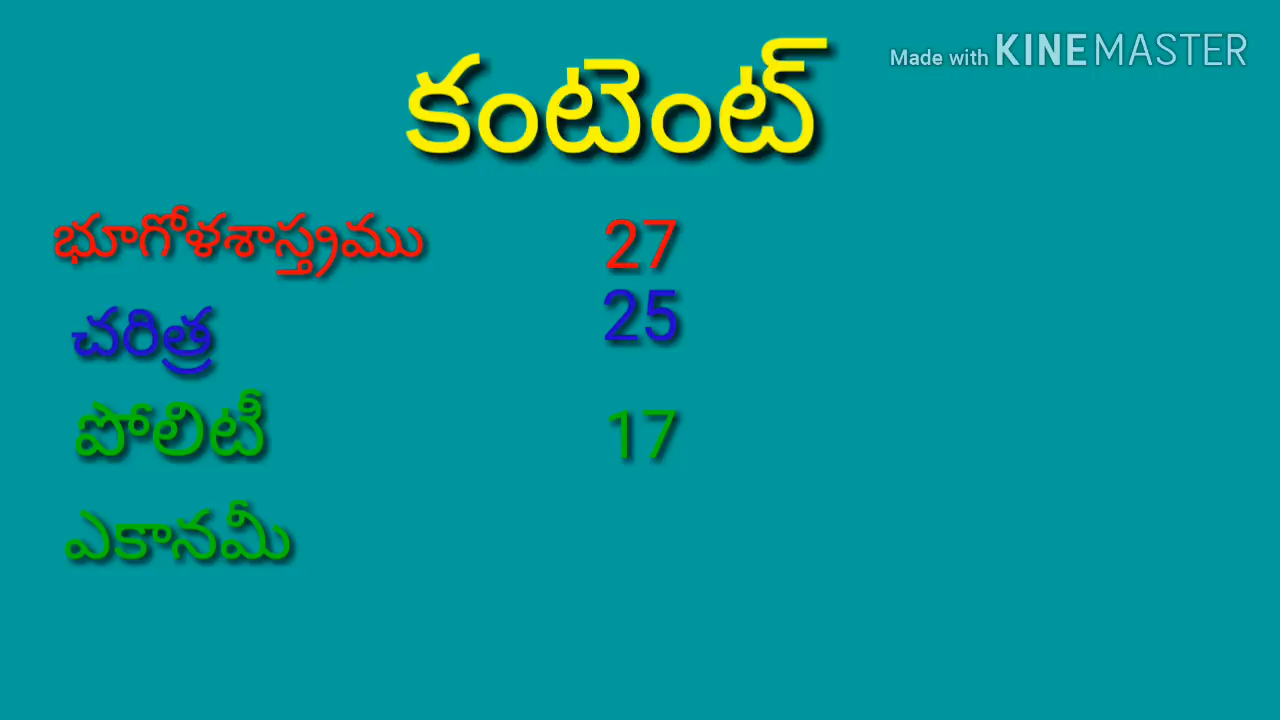 కంటెంట్
Made with KINEMASTER
భూగోళశాస్త్రము 27
చరిత్ర 25
పోలిటీ 17
ఎకానమీ